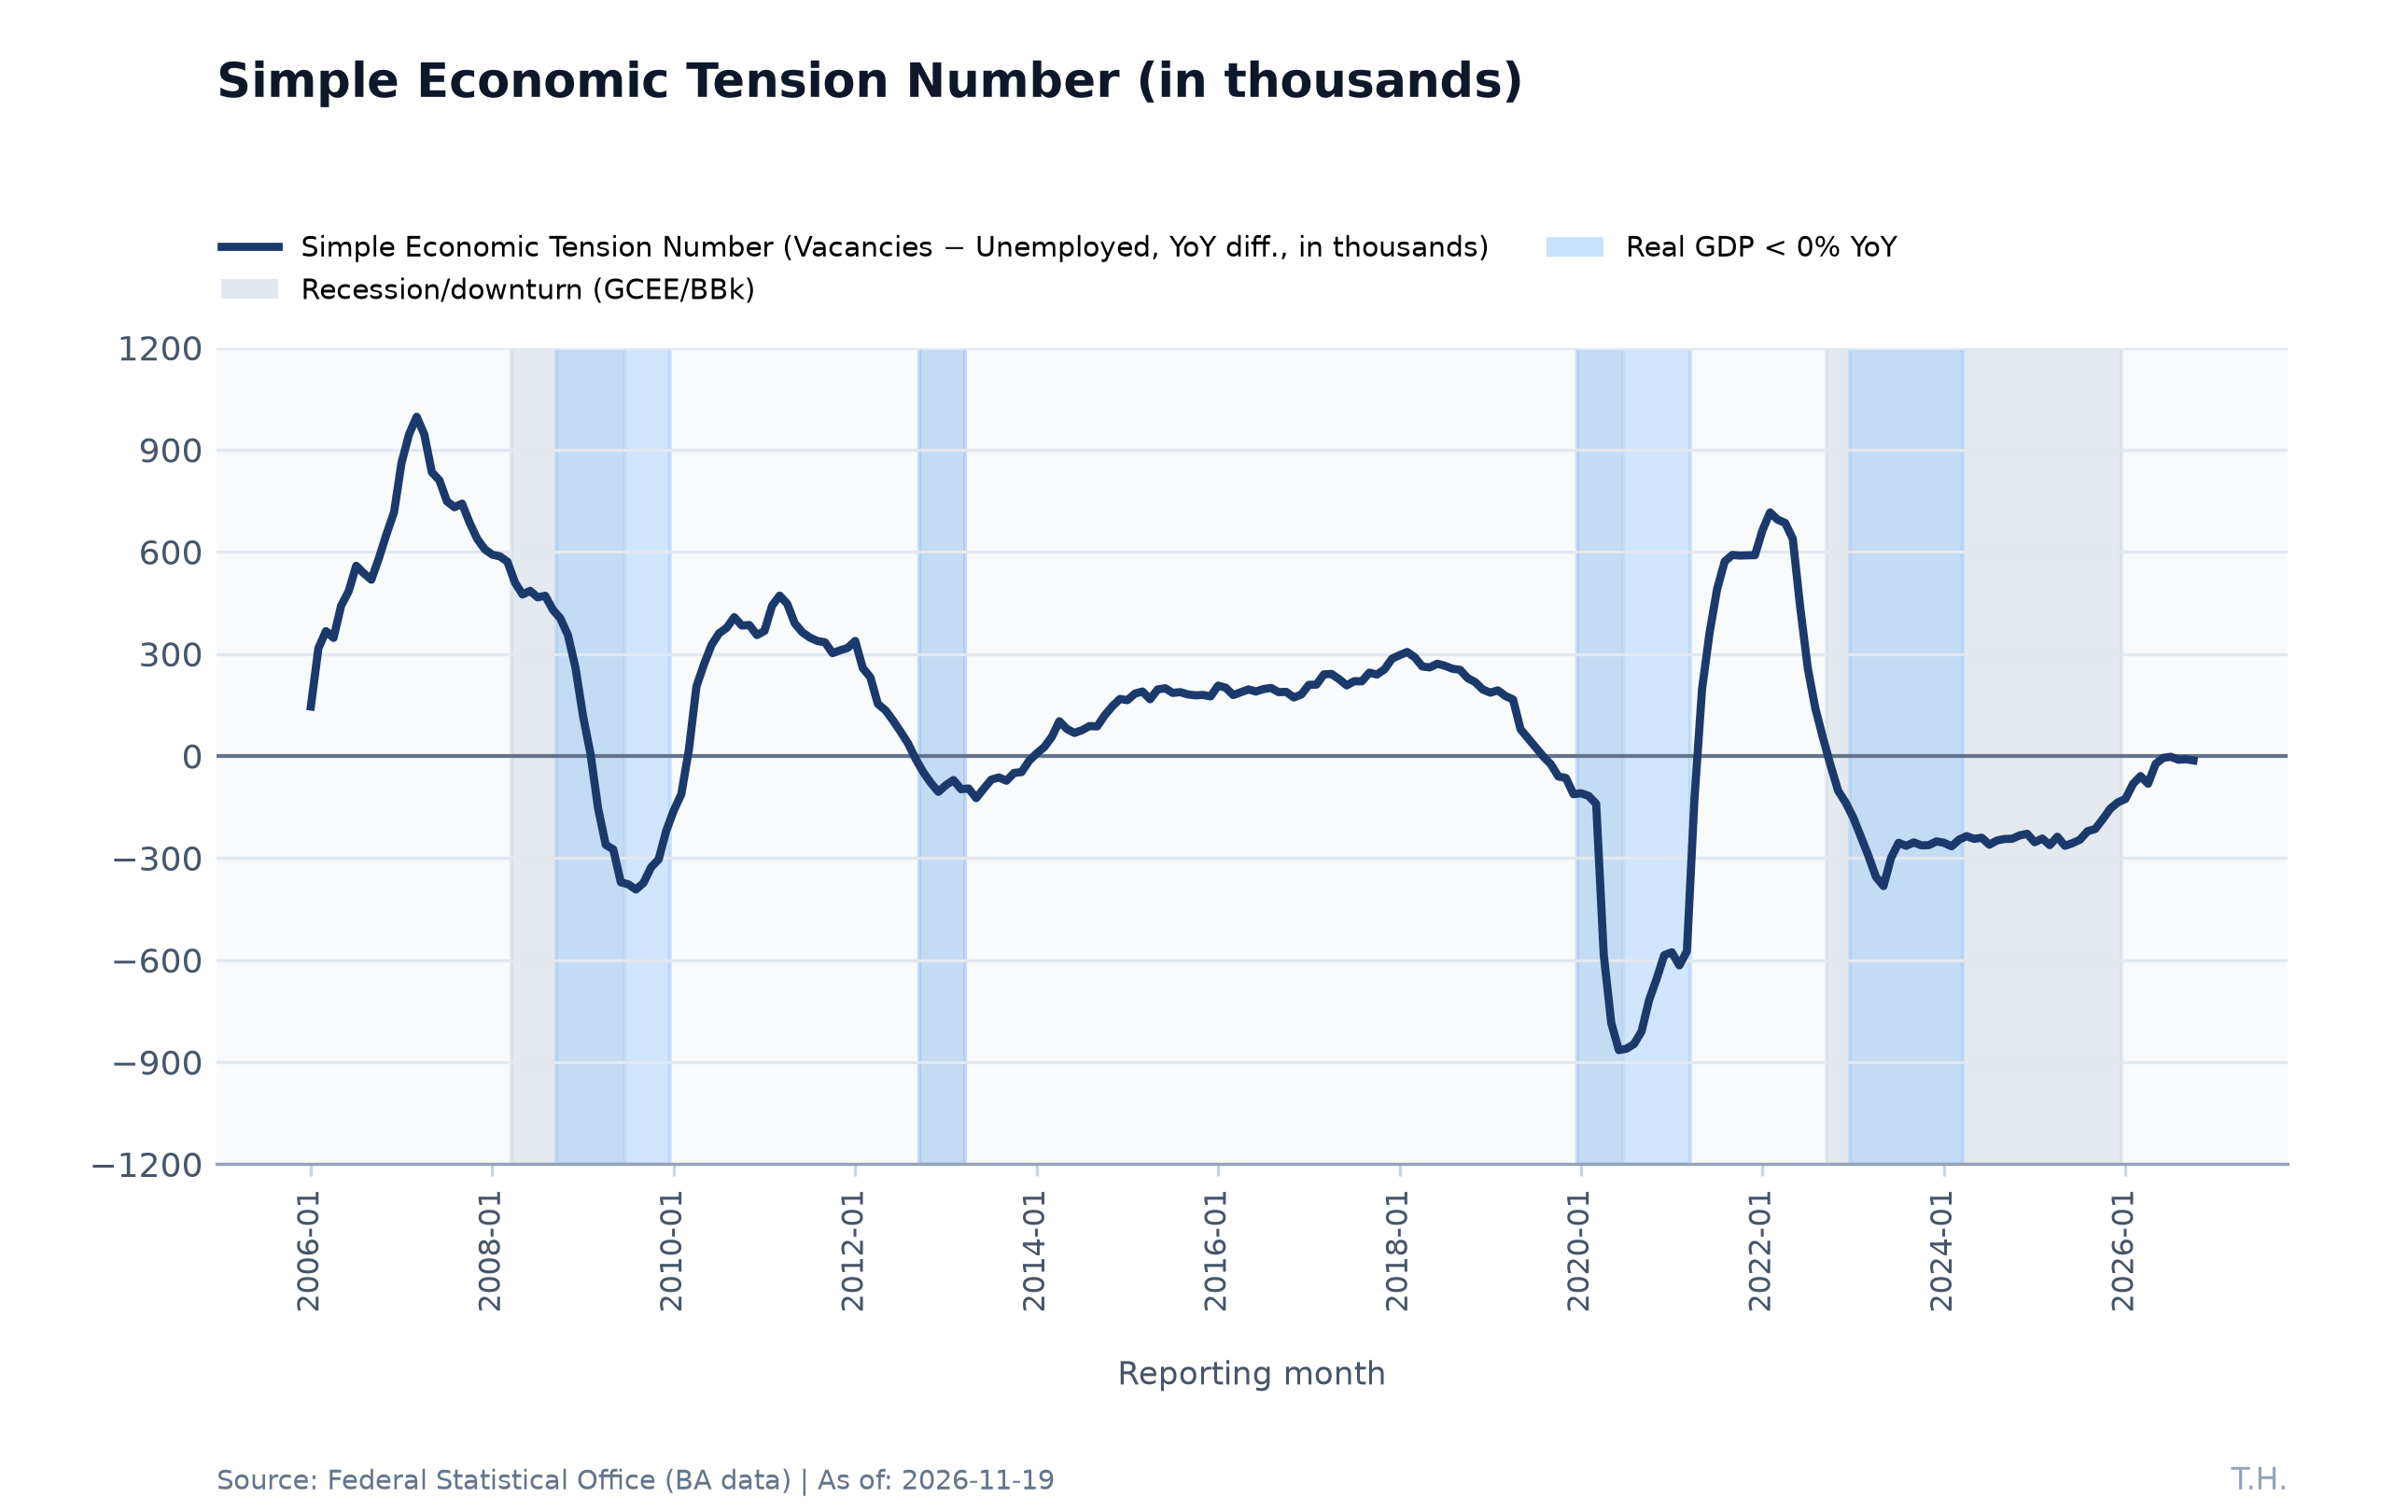 Simple Economic Tension Number (in thousands)
Simple Economic Tension Number (Vacancies − Unemployed, YoY diff., in thousands)
Real GDP < 0% YoY
Recession/downturn (GCEE/BBk)
1200
900
600
300
0
−300
−600
−900
−1200
2006-01
2008-01
2010-01
2012-01
2014-01
2016-01
2018-01
2020-01
2022-01
2024-01
2026-01
Reporting month
Source: Federal Statistical Office (BA data) | As of: 2026-11-19
T.H.